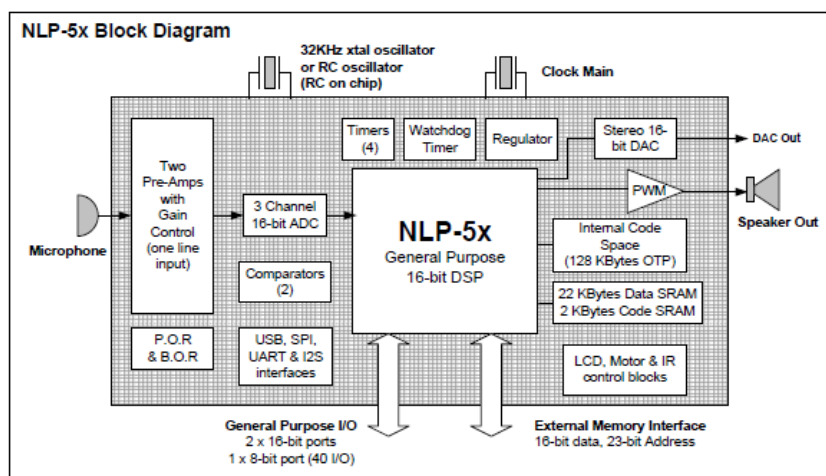 NLP-5x Block Diagram
32KHz xtal oscillator
or RC oscillator
(RC on chip)
Clock Main
Timers
(4)
Watchdog
Timer
Regulator
Stereo 16-
bit DAC
DAC Out
Two
Pre-Amps
with
Gain
Control
(one line
input)
Microphone
3 Channel
16-bit ADC
NLP-5x
General Purpose
16-bit DSP
PWM
Speaker Out
Internal Code
Space
(128 KBytes OTP)
Comparators
(2)
22 KBytes Data SRAM
2 KBytes Code SRAM
P.O.R
& B.O.R
USB, SPI,
UART & I2S
interfaces
LCD, Motor & IR
control blocks
General Purpose I/O
2 x 16-bit ports
1 x 8-bit port (40 I/O)
External Memory Interface
16-bit data, 23-bit Address